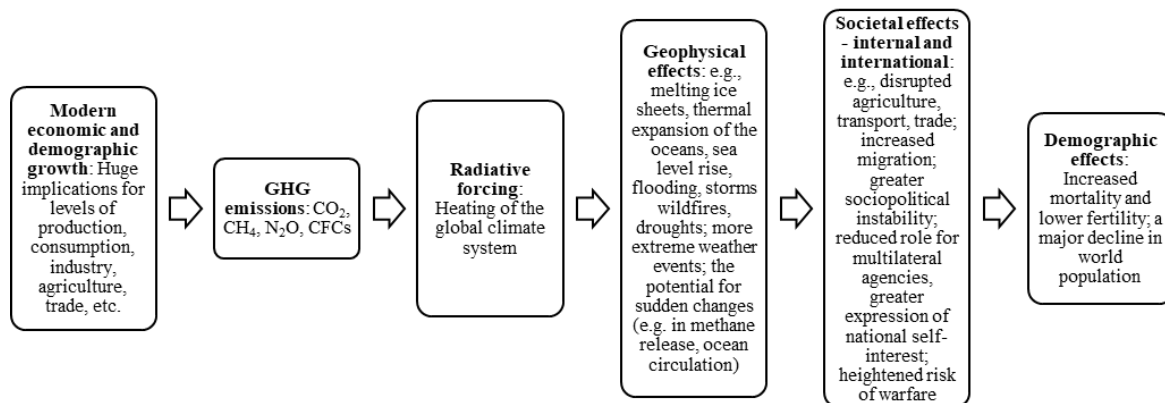 Modern
economic and
demographic
growth: Huge
implications for
levels of
production,
consumption,
industry,
agriculture,
trade, etc.
GHG
emissions: CO₂,
CH₄, N₂O, CFCs
Radiative
forcing:
Heating of the
global climate
system
Geophysical
effects: e.g.,
melting ice
sheets, thermal
expansion of the
oceans, sea
level rise,
flooding, storms
wildfires,
droughts; more
extreme weather
events; the
potential for
sudden changes
(e.g. in methane
release, ocean
circulation)
Societal effects
- internal and
international:
e.g., disrupted
agriculture,
transport, trade;
increased
migration;
greater
sociopolitical
instability;
reduced role for
multilateral
agencies,
greater
expression of
national self-
interest;
heightened risk
of warfare
Demographic
effects:
Increased
mortality and
lower fertility; a
major decline in
world
population